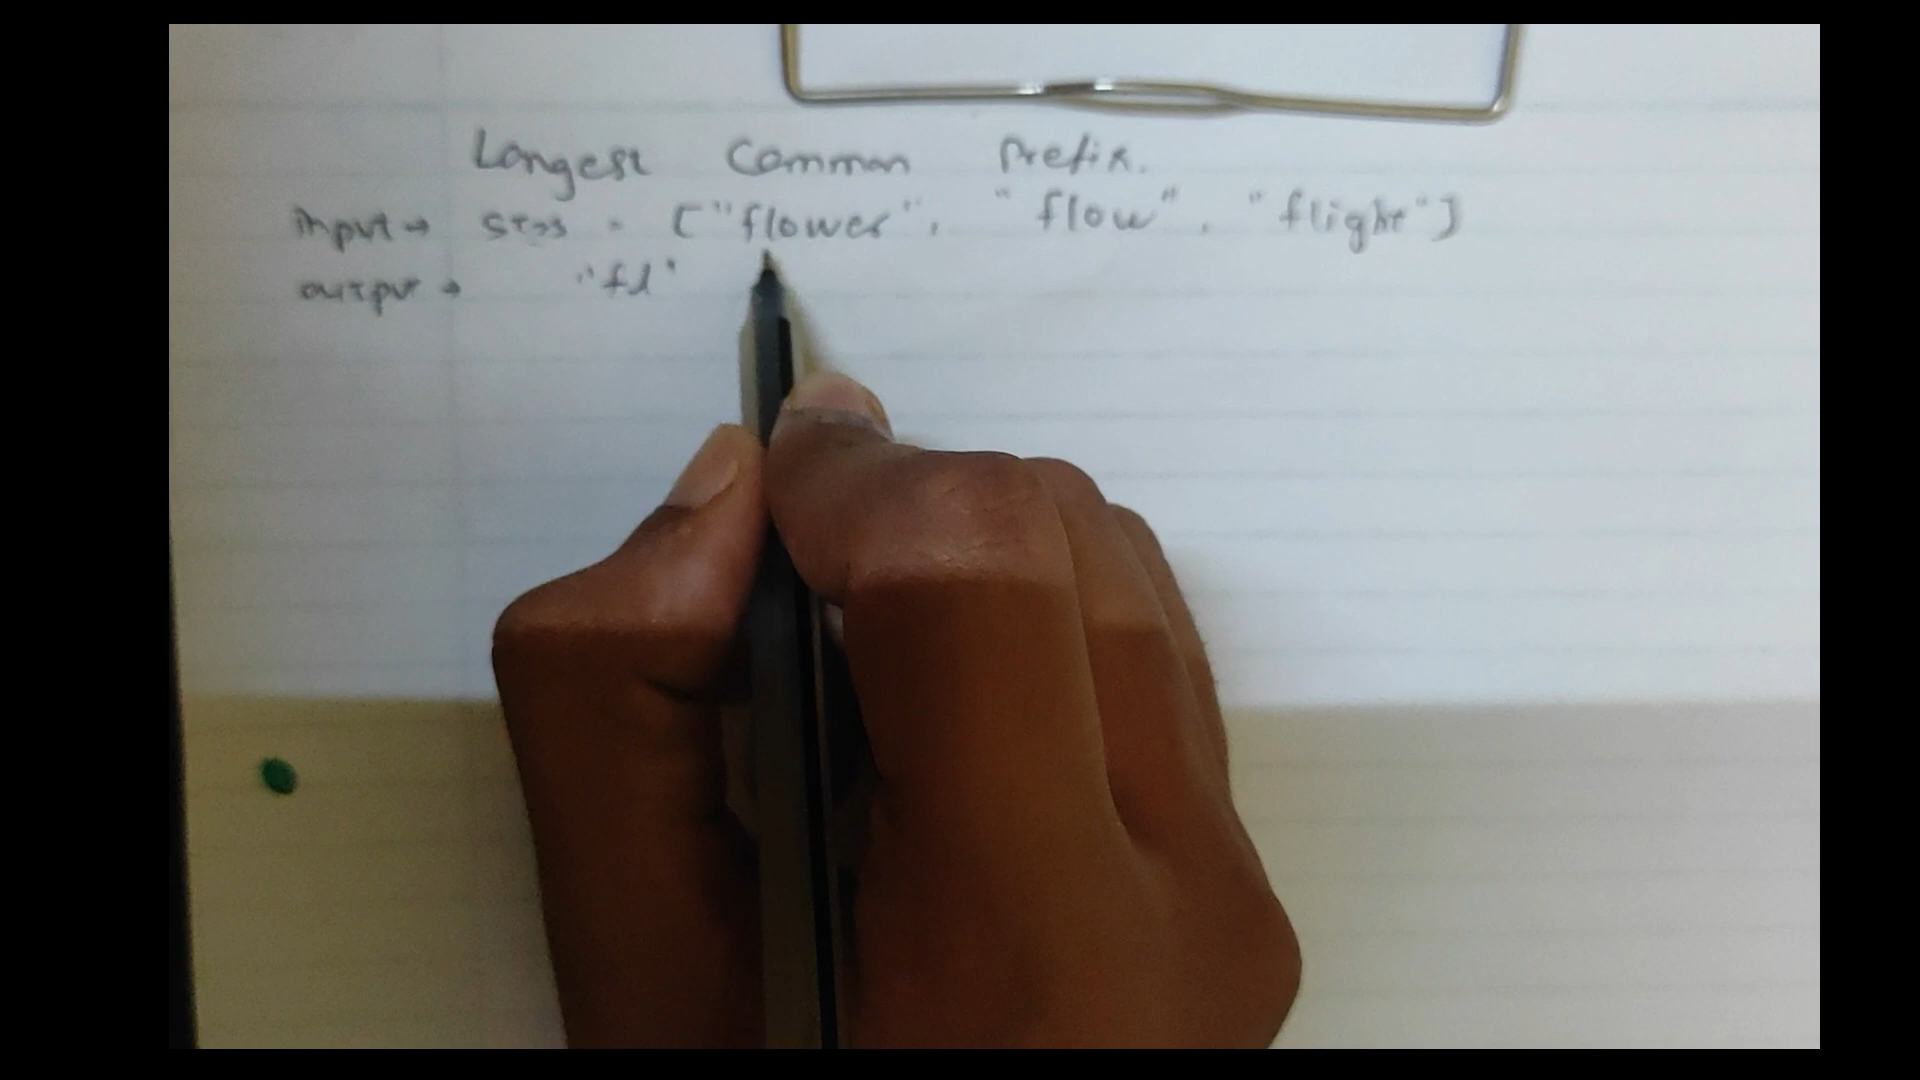 Longest Common Prefix.
input → strs = ["flower", "flow", "flight"]
output → "fl"